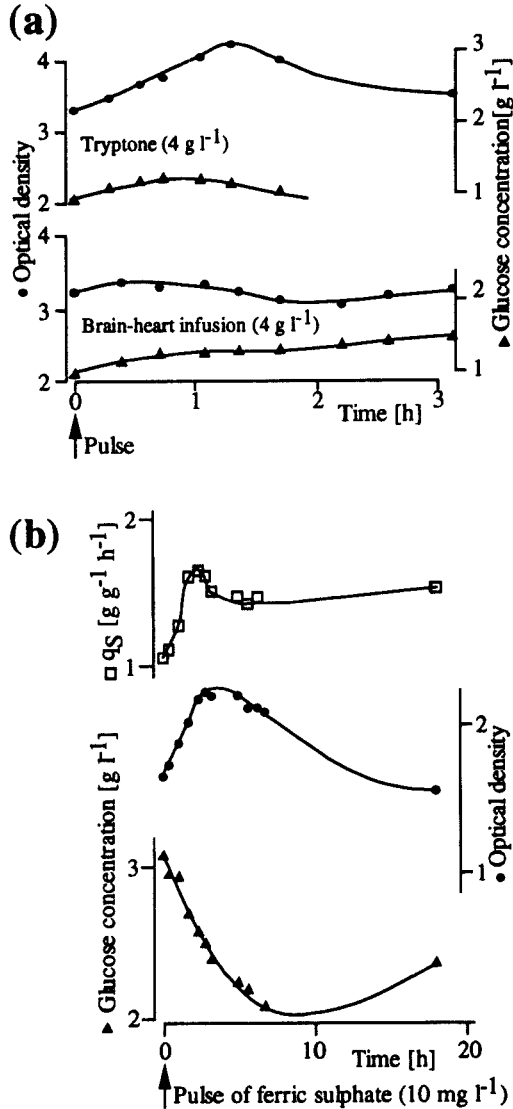 (a)
4
3
2
Tryptone (4 g l-1)
3
2
1
4
3
2
Brain-heart infusion (4 g l-1)
2
1
● Optical density
▲ Glucose concentration[g l-1]
0
1
2
3
Time [h]
Pulse
(b)
2
1
□ qS [g g-1 h-1]
2
1
● Optical density
3
2
▲ Glucose concentration [g l-1]
0
10
20
Time [h]
Pulse of ferric sulphate (10 mg l-1)